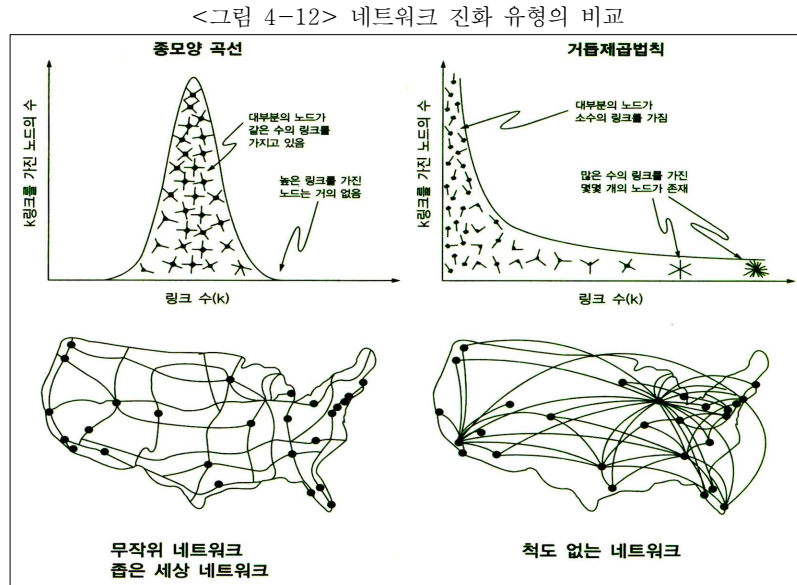 <그림 4-12> 네트워크 진화 유형의 비교
종모양 곡선
k링크를 가진 노드의 수
대부분의 노드가
같은 수의 링크를
가지고 있음
높은 링크를 가진
노드는 거의 없음
링크 수(k)
거듭제곱법칙
k링크를 가진 노드의 수
대부분의 노드가
소수의 링크를 가짐
많은 수의 링크를 가진
몇몇 개의 노드가 존재
링크 수(k)
무작위 네트워크
좁은 세상 네트워크
척도 없는 네트워크